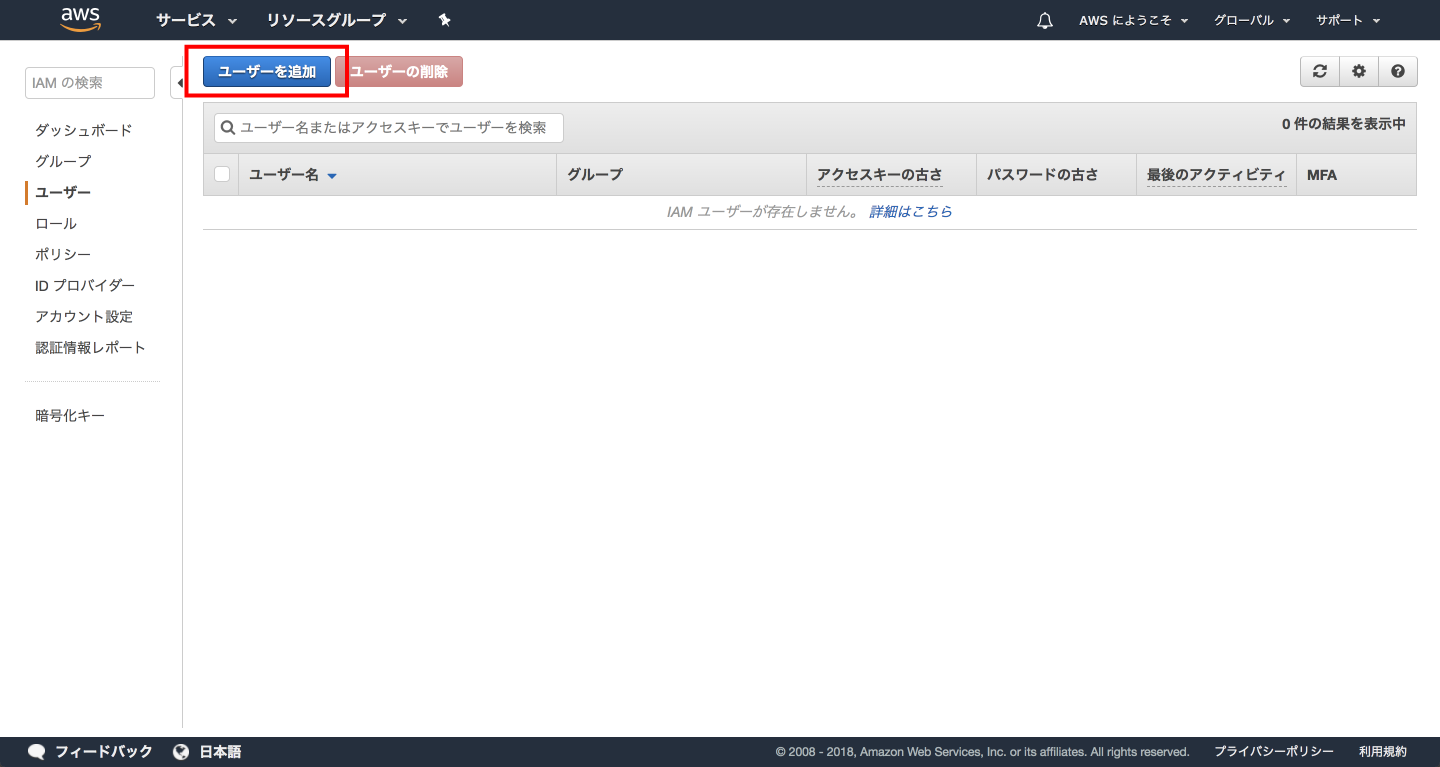 aws サービス リソースグループ AWS にようこそ グローバル サポート
IAM の検索
ダッシュボード
グループ
ユーザー
ロール
ポリシー
ID プロバイダー
アカウント設定
認証情報レポート
暗号化キー
ユーザーを追加 ユーザーの削除
ユーザー名またはアクセスキーでユーザーを検索 0 件の結果を表示中
ユーザー名 グループ アクセスキーの古さ パスワードの古さ 最後のアクティビティ MFA
IAM ユーザーが存在しません。 詳細はこちら
フィードバック 日本語 © 2008 - 2018, Amazon Web Services, Inc. or its affiliates. All rights reserved. プライバシーポリシー 利用規約